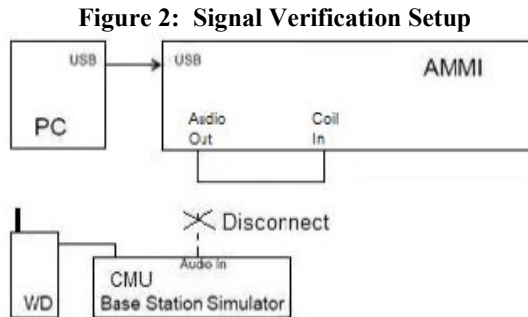 Figure 2:  Signal Verification Setup
USB
USB
AMMI
PC
Audio
Out
Coil
In
Disconnect
Audio In
CMU
WD
Base Station Simulator